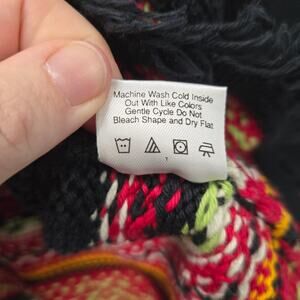 Machine Wash Cold Inside
Out With Like Colors
Gentle Cycle Do Not
Bleach Shape and Dry Flat